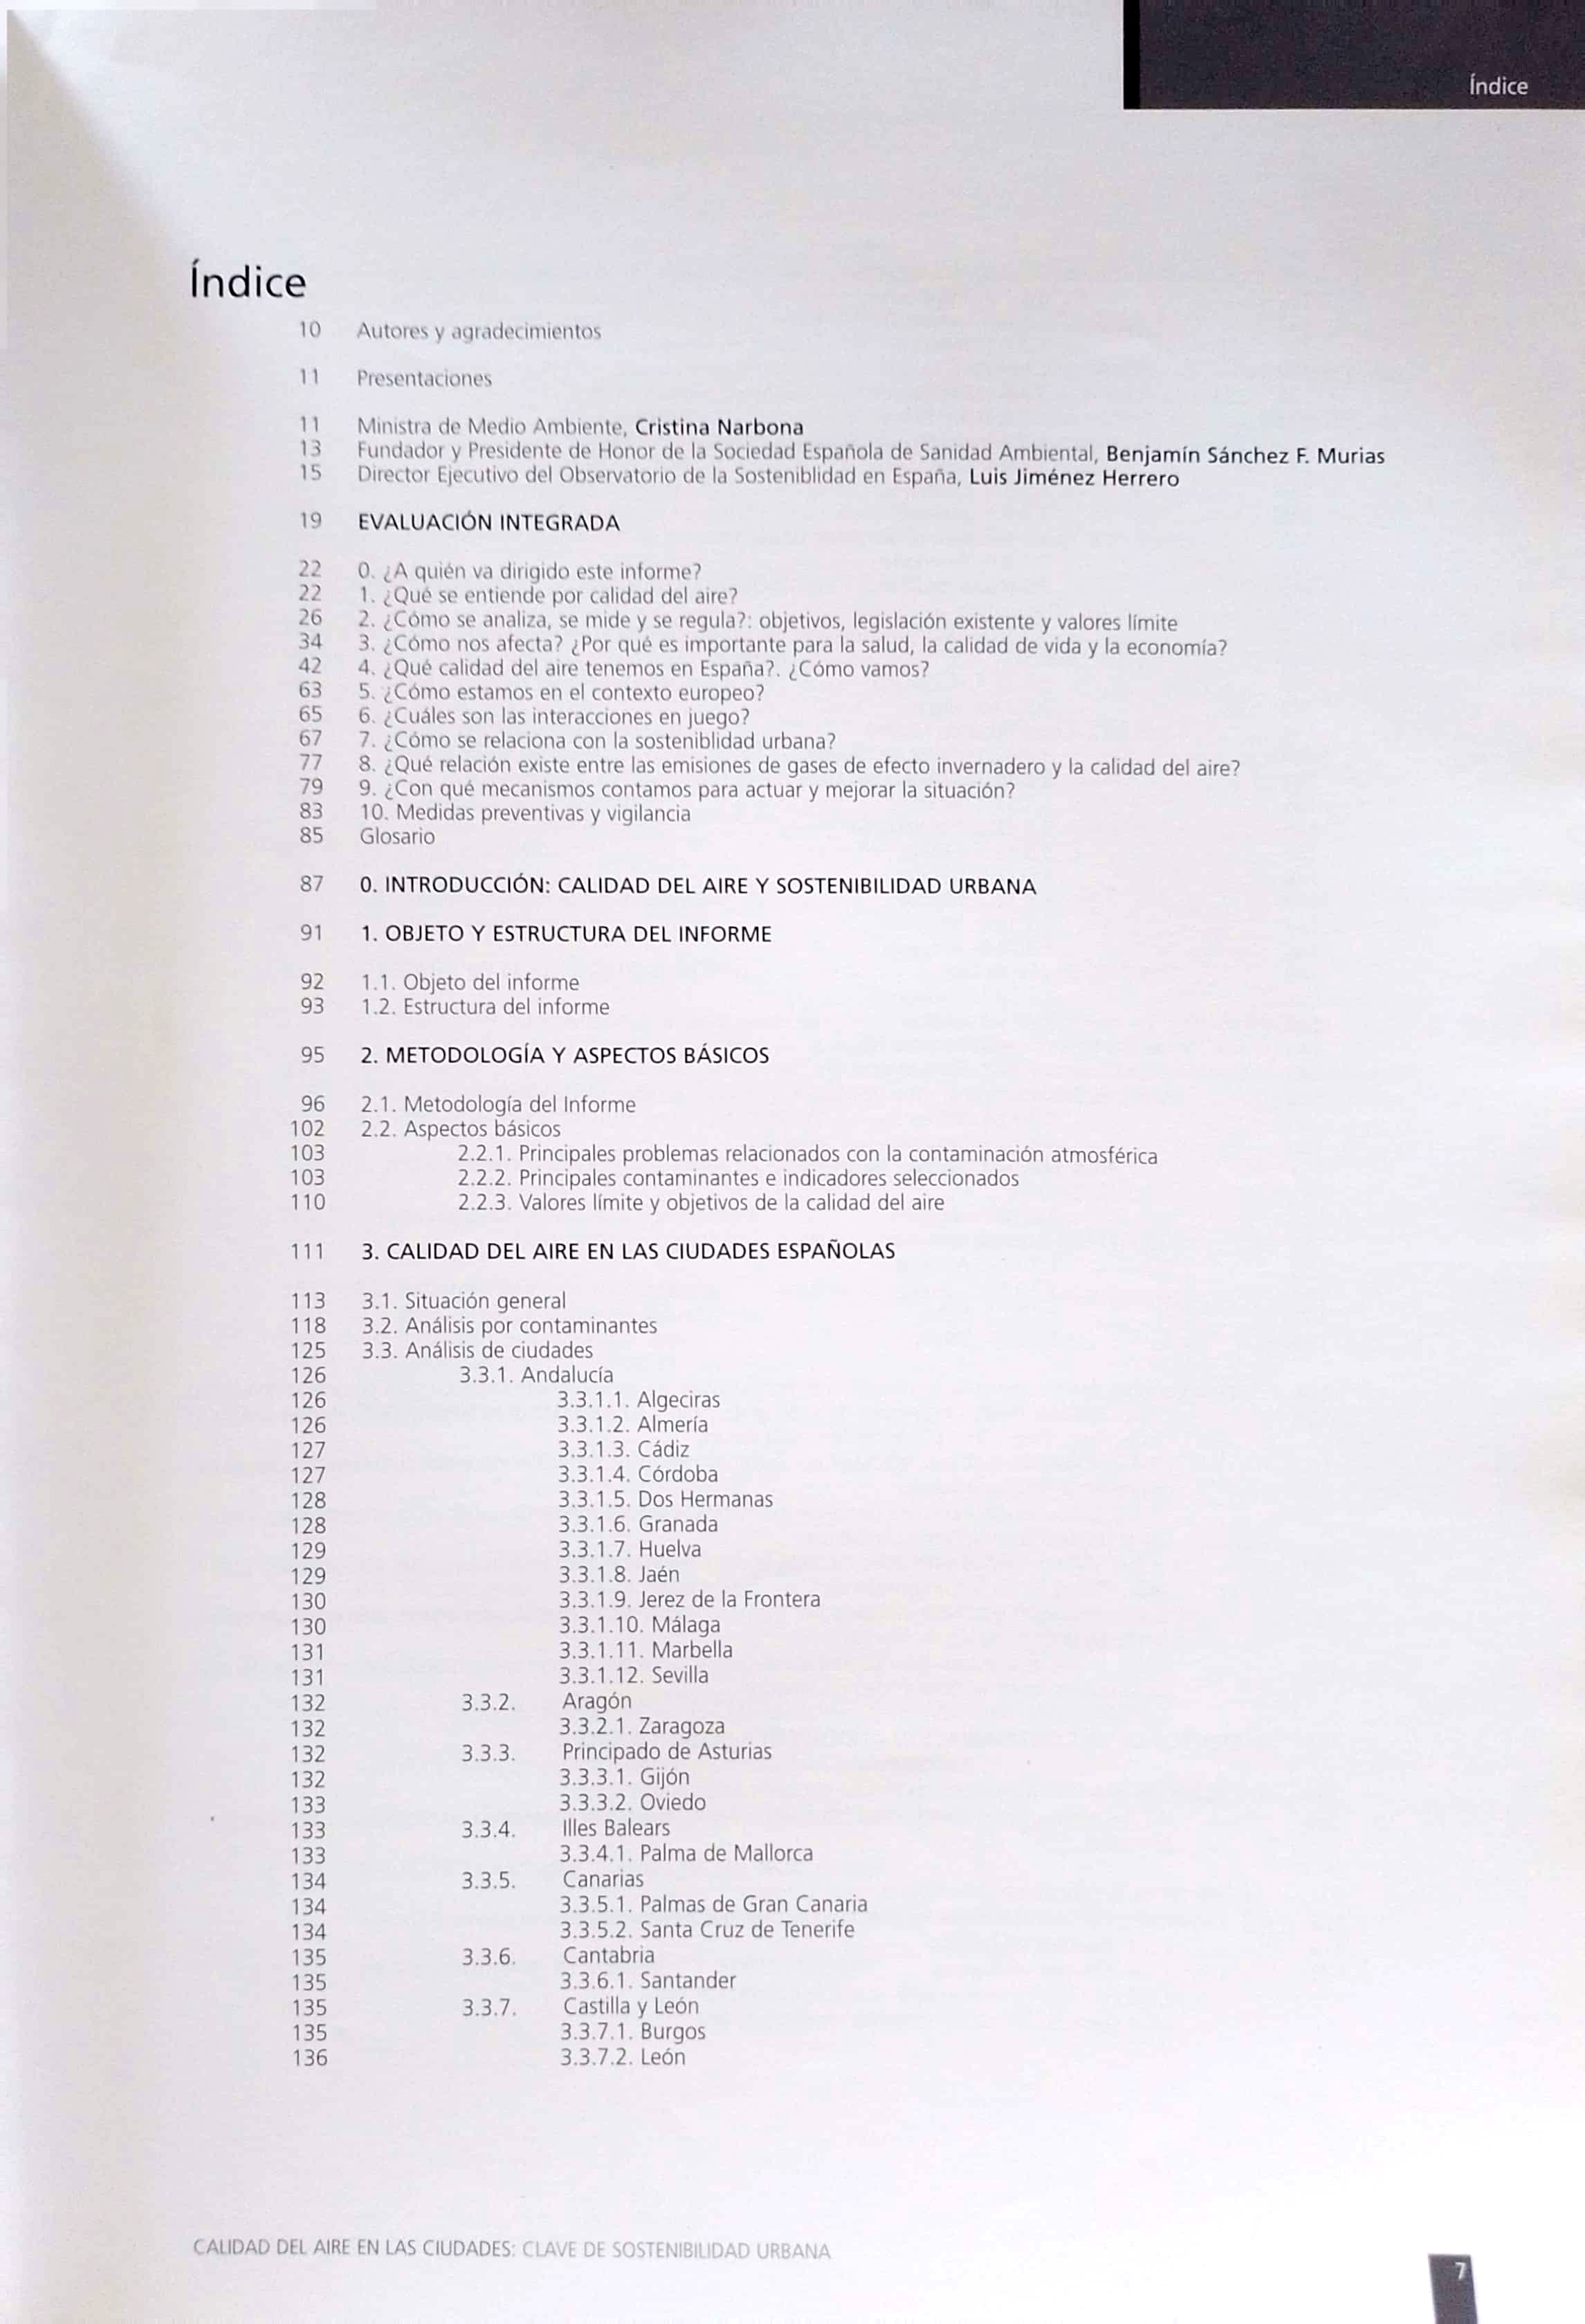 Índice
Índice
10 Autores y agradecimientos
11 Presentaciones
11 Ministra de Medio Ambiente, Cristina Narbona
13 Fundador y Presidente de Honor de la Sociedad Española de Sanidad Ambiental, Benjamín Sánchez F. Murias
15 Director Ejecutivo del Observatorio de la Sosteniblidad en España, Luis Jiménez Herrero
19 EVALUACIÓN INTEGRADA
22 0. ¿A quién va dirigido este informe?
22 1. ¿Qué se entiende por calidad del aire?
26 2. ¿Cómo se analiza, se mide y se regula?: objetivos, legislación existente y valores límite
34 3. ¿Cómo nos afecta? ¿Por qué es importante para la salud, la calidad de vida y la economía?
42 4. ¿Qué calidad del aire tenemos en España?. ¿Cómo vamos?
63 5. ¿Cómo estamos en el contexto europeo?
65 6. ¿Cuáles son las interacciones en juego?
67 7. ¿Cómo se relaciona con la sosteniblidad urbana?
77 8. ¿Qué relación existe entre las emisiones de gases de efecto invernadero y la calidad del aire?
79 9. ¿Con qué mecanismos contamos para actuar y mejorar la situación?
83 10. Medidas preventivas y vigilancia
85 Glosario
87 0. INTRODUCCIÓN: CALIDAD DEL AIRE Y SOSTENIBILIDAD URBANA
91 1. OBJETO Y ESTRUCTURA DEL INFORME
92 1.1. Objeto del informe
93 1.2. Estructura del informe
95 2. METODOLOGÍA Y ASPECTOS BÁSICOS
96 2.1. Metodología del Informe
102 2.2. Aspectos básicos
103 2.2.1. Principales problemas relacionados con la contaminación atmosférica
103 2.2.2. Principales contaminantes e indicadores seleccionados
110 2.2.3. Valores límite y objetivos de la calidad del aire
111 3. CALIDAD DEL AIRE EN LAS CIUDADES ESPAÑOLAS
113 3.1. Situación general
118 3.2. Análisis por contaminantes
125 3.3. Análisis de ciudades
126 3.3.1. Andalucía
126 3.3.1.1. Algeciras
126 3.3.1.2. Almería
127 3.3.1.3. Cádiz
127 3.3.1.4. Córdoba
128 3.3.1.5. Dos Hermanas
128 3.3.1.6. Granada
129 3.3.1.7. Huelva
129 3.3.1.8. Jaén
130 3.3.1.9. Jerez de la Frontera
130 3.3.1.10. Málaga
131 3.3.1.11. Marbella
131 3.3.1.12. Sevilla
132 3.3.2. Aragón
132 3.3.2.1. Zaragoza
132 3.3.3. Principado de Asturias
132 3.3.3.1. Gijón
133 3.3.3.2. Oviedo
133 3.3.4. Illes Balears
133 3.3.4.1. Palma de Mallorca
134 3.3.5. Canarias
134 3.3.5.1. Palmas de Gran Canaria
134 3.3.5.2. Santa Cruz de Tenerife
135 3.3.6. Cantabria
135 3.3.6.1. Santander
135 3.3.7. Castilla y León
135 3.3.7.1. Burgos
136 3.3.7.2. León
CALIDAD DEL AIRE EN LAS CIUDADES: CLAVE DE SOSTENIBILIDAD URBANA
7